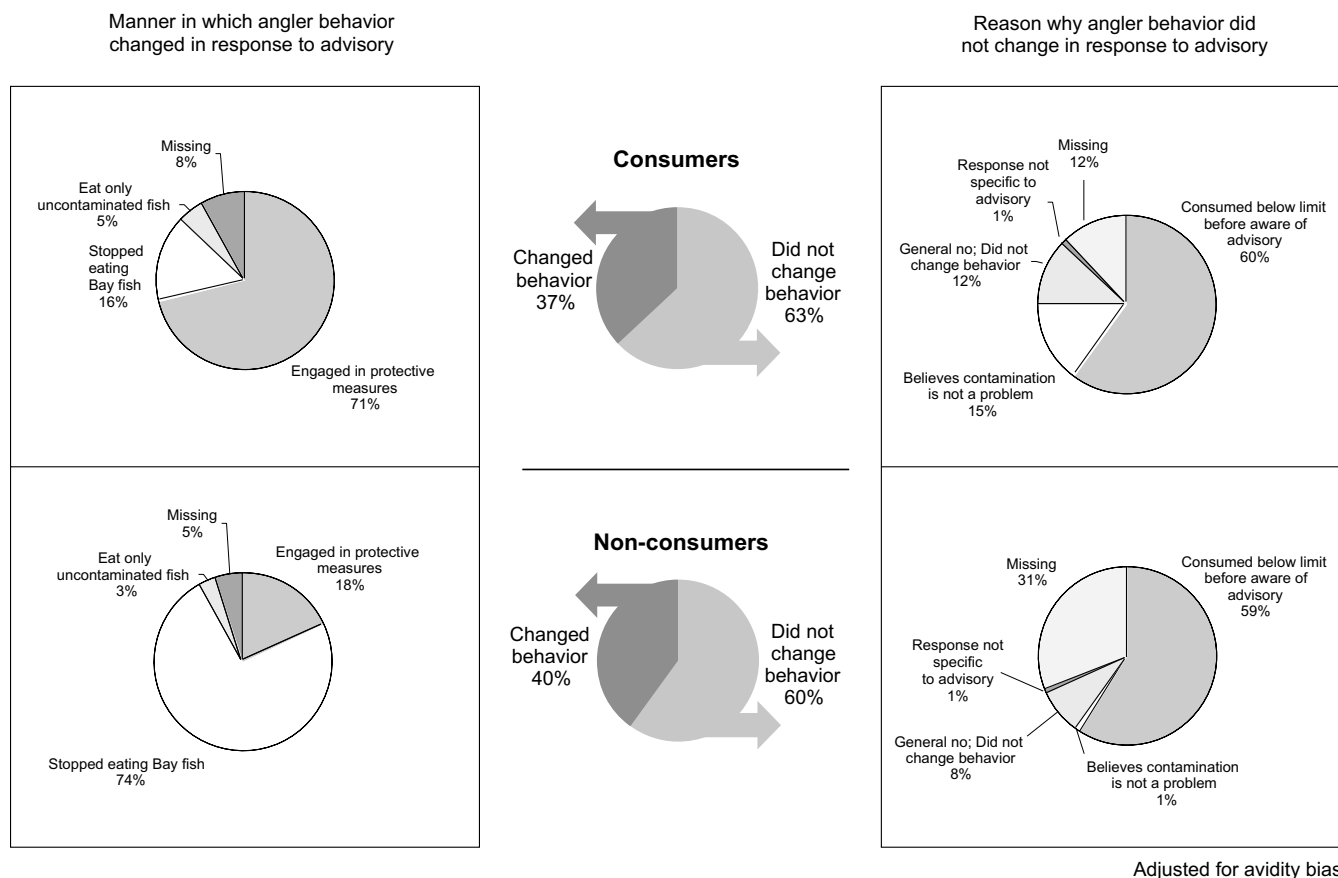 Manner in which angler behavior
changed in response to advisory
Reason why angler behavior did
not change in response to advisory
Missing
8%
Eat only
uncontaminated fish
5%
Stopped
eating
Bay fish
16%
Engaged in protective
measures
71%
Consumers
Changed
behavior
37%
Did not
change
behavior
63%
Missing
12%
Response not
specific to
advisory
1%
Consumed below limit
before aware of
advisory
60%
General no; Did not
change behavior
12%
Believes contamination
is not a problem
15%
Missing
5%
Eat only
uncontaminated fish
3%
Engaged in protective
measures
18%
Stopped eating Bay fish
74%
Non-consumers
Changed
behavior
40%
Did not
change
behavior
60%
Missing
31%
Consumed below limit
before aware of
advisory
59%
Response not
specific
to advisory
1%
General no; Did not
change behavior
8%
Believes contamination
is not a problem
1%
Adjusted for avidity bias